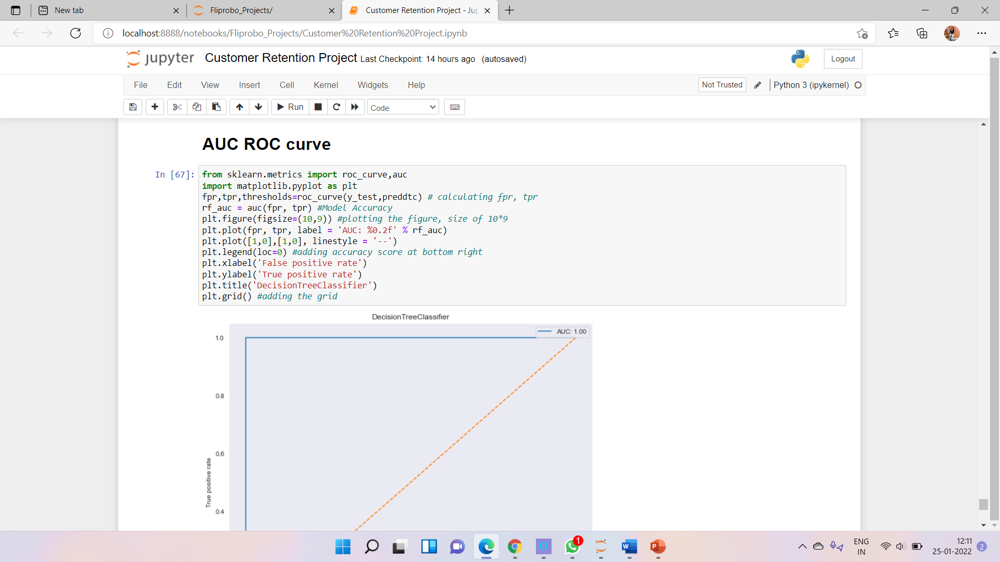 New tab
Fliprobo_Projects/
Customer Retention Project - Jup
localhost:8888/notebooks/Fliprobo_Projects/Customer%20Retention%20Project.ipynb
jupyter Customer Retention Project Last Checkpoint: 14 hours ago (autosaved)
Logout
File Edit View Insert Cell Kernel Widgets Help
Not Trusted
Python 3 (ipykernel)
Run
Code
AUC ROC curve
In [67]:
from sklearn.metrics import roc_curve,auc
import matplotlib.pyplot as plt
fpr,tpr,thresholds=roc_curve(y_test,preddtc) # calculating fpr, tpr
rf_auc = auc(fpr, tpr) #Model Accuracy
plt.figure(figsize=(10,9)) #plotting the figure, size of 10*9
plt.plot(fpr, tpr, label = 'AUC: %0.2f' % rf_auc)
plt.plot([1,0],[1,0], linestyle = '--')
plt.legend(loc=0) #adding accuracy score at bottom right
plt.xlabel('False positive rate')
plt.ylabel('True positive rate')
plt.title('DecisionTreeClassifier')
plt.grid() #adding the grid
DecisionTreeClassifier
AUC: 1.00
1.0
0.8
0.6
0.4
True positive rate
1
W
P
ENG
IN
12:11
25-01-2022
2